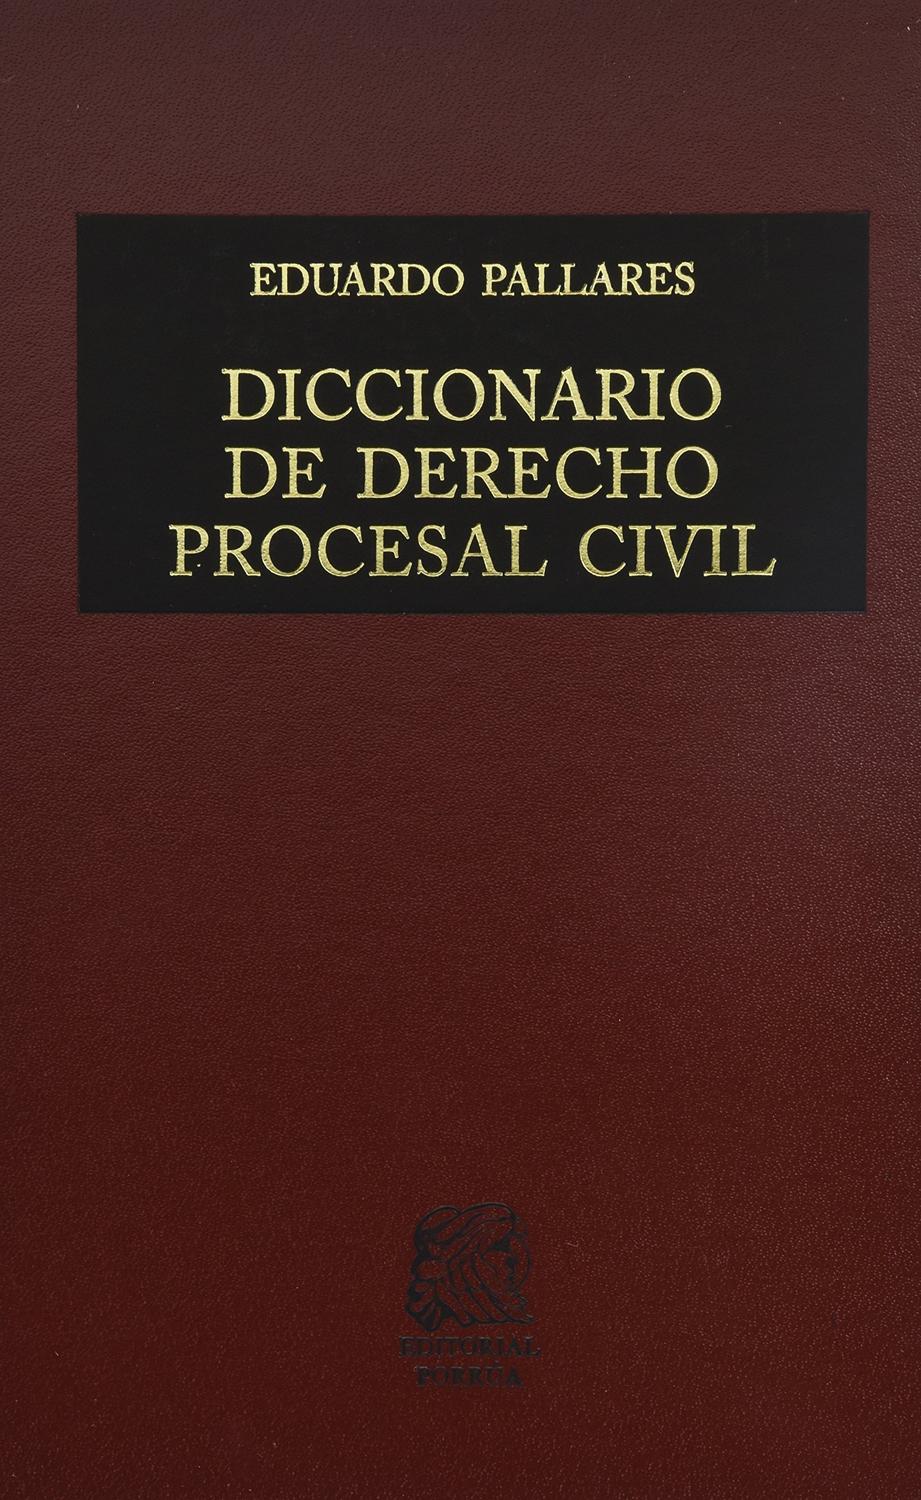 EDUARDO PALLARES
DICCIONARIO
DE DERECHO
PROCESAL CIVIL
EDITORIAL
PORRÚA